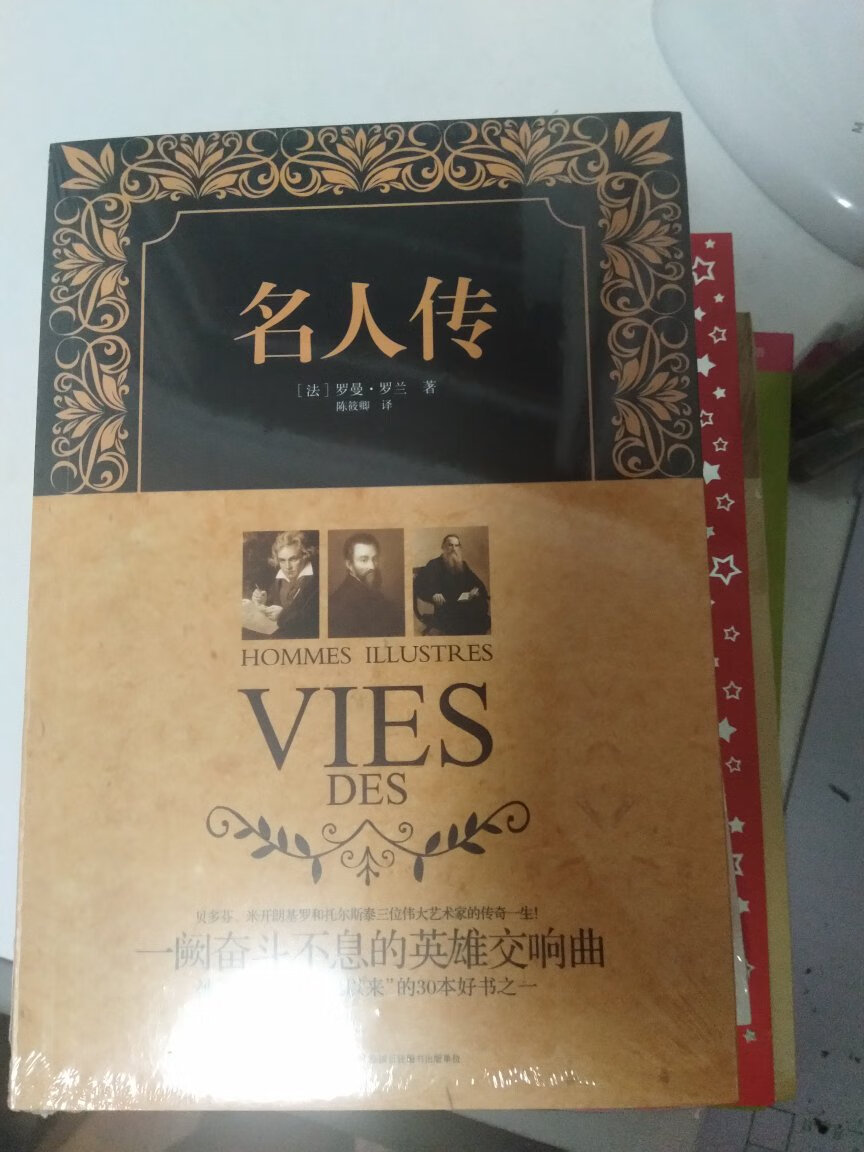 名人传
[法]罗曼·罗兰 著
陈筱卿 译
HOMMES ILLUSTRES
VIES
DES
贝多芬、米开朗基罗和托尔斯泰三位伟大艺术家的传奇一生!
一阙奋斗不息的英雄交响曲
以来”的30本好书之一